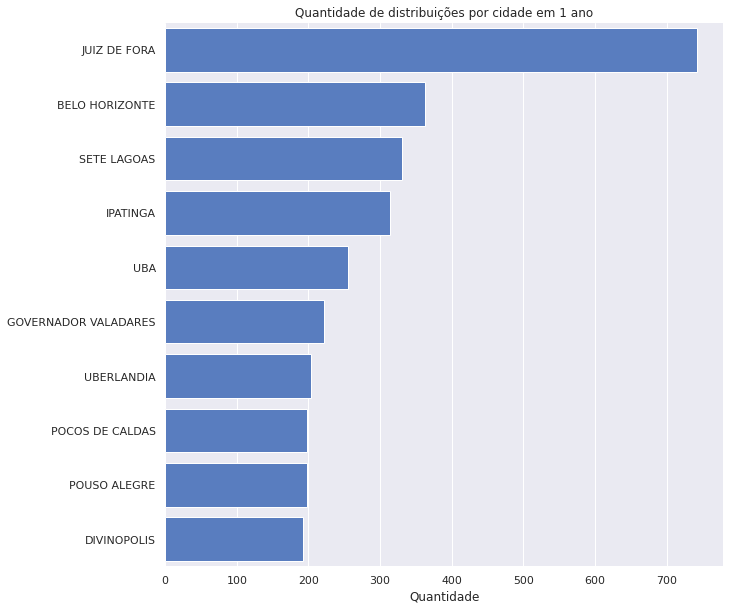 Quantidade de distribuições por cidade em 1 ano
JUIZ DE FORA
BELO HORIZONTE
SETE LAGOAS
IPATINGA
UBA
GOVERNADOR VALADARES
UBERLANDIA
POCOS DE CALDAS
POUSO ALEGRE
DIVINOPOLIS
0 100 200 300 400 500 600 700
Quantidade